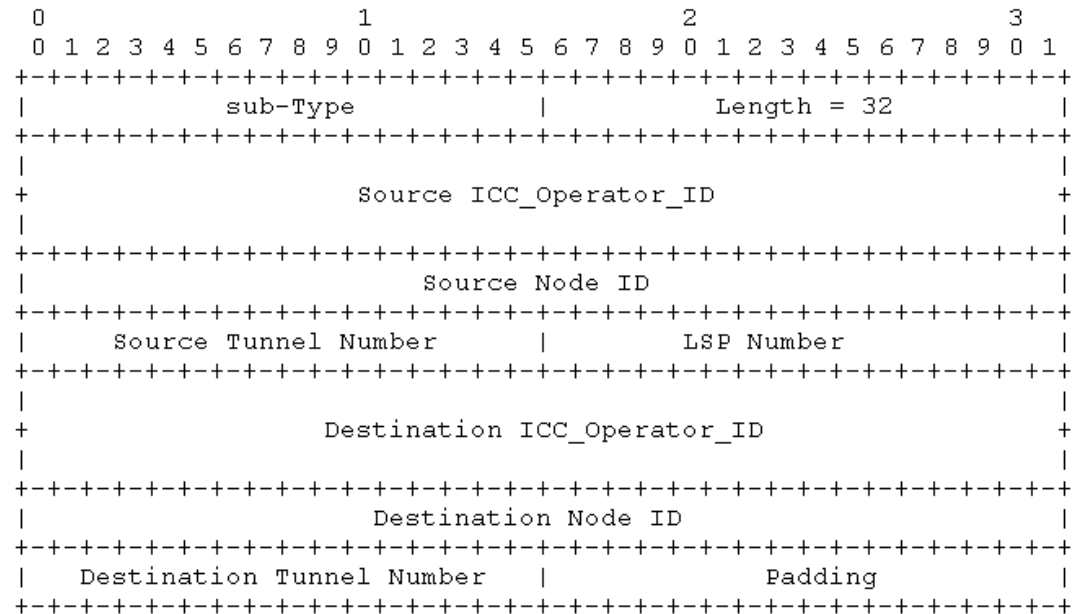 0                   1                   2                   3
 0 1 2 3 4 5 6 7 8 9 0 1 2 3 4 5 6 7 8 9 0 1 2 3 4 5 6 7 8 9 0 1
+-+-+-+-+-+-+-+-+-+-+-+-+-+-+-+-+-+-+-+-+-+-+-+-+-+-+-+-+-+-+-+-+
|            sub-Type           |          Length = 32          |
+-+-+-+-+-+-+-+-+-+-+-+-+-+-+-+-+-+-+-+-+-+-+-+-+-+-+-+-+-+-+-+-+
|                                                               |
+                    Source ICC_Operator_ID                     +
|                                                               |
+-+-+-+-+-+-+-+-+-+-+-+-+-+-+-+-+-+-+-+-+-+-+-+-+-+-+-+-+-+-+-+-+
|                        Source Node ID                         |
+-+-+-+-+-+-+-+-+-+-+-+-+-+-+-+-+-+-+-+-+-+-+-+-+-+-+-+-+-+-+-+-+
|     Source Tunnel Number      |        LSP Number             |
+-+-+-+-+-+-+-+-+-+-+-+-+-+-+-+-+-+-+-+-+-+-+-+-+-+-+-+-+-+-+-+-+
|                                                               |
+                  Destination ICC_Operator_ID                  +
|                                                               |
+-+-+-+-+-+-+-+-+-+-+-+-+-+-+-+-+-+-+-+-+-+-+-+-+-+-+-+-+-+-+-+-+
|                     Destination Node ID                       |
+-+-+-+-+-+-+-+-+-+-+-+-+-+-+-+-+-+-+-+-+-+-+-+-+-+-+-+-+-+-+-+-+
|   Destination Tunnel Number   |             Padding           |
+-+-+-+-+-+-+-+-+-+-+-+-+-+-+-+-+-+-+-+-+-+-+-+-+-+-+-+-+-+-+-+-+